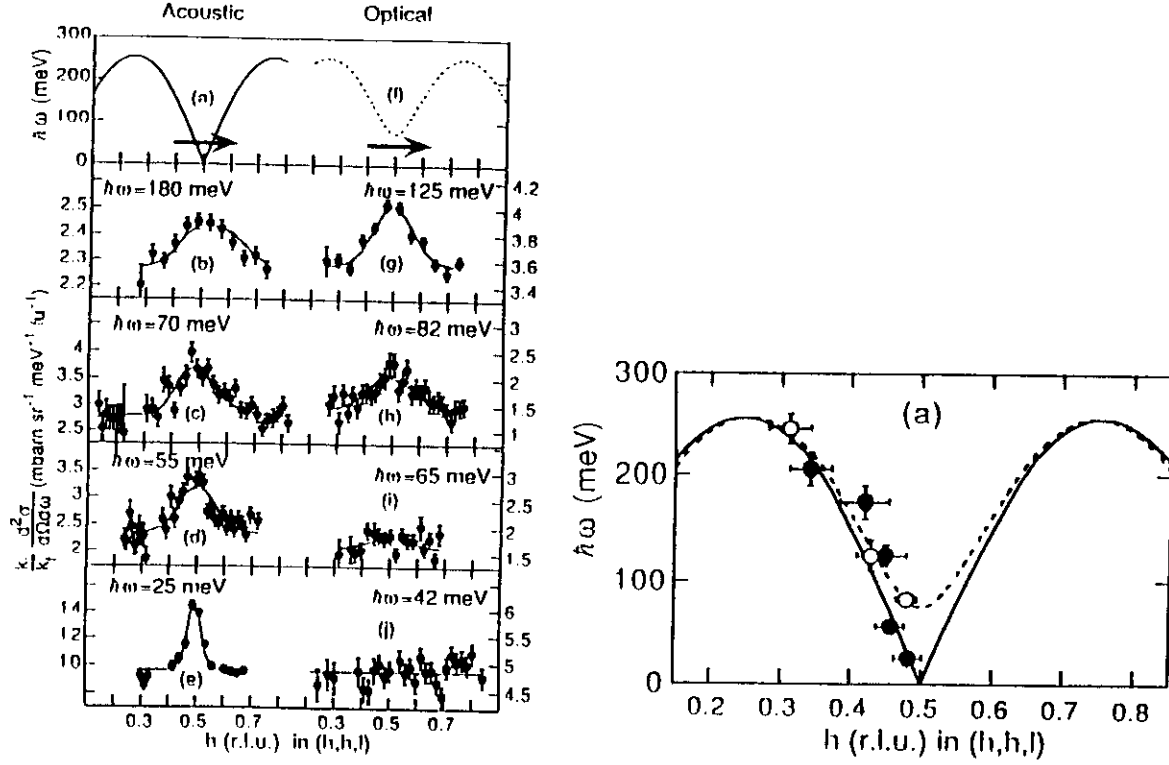 Acoustic Optical
300
200
100
0
ħω (meV)
(a)
(f)
ħω=180 meV
ħω=125 meV
2.5
2.4
2.3
2.2
4.2
4
3.8
3.6
3.4
(b)
(g)
ħω=70 meV
ħω=82 meV
4
3.5
3
2.5
3
2.5
2
1.5
1
(c)
(h)
ħω=55 meV
ħω=65 meV
3.5
3
2.5
2
3
2.5
2
1.5
(d)
(i)
ħω=25 meV
ħω=42 meV
14
12
10
6
5.5
5
4.5
(e)
(j)
0.3 0.5 0.7 0.3 0.5 0.7
h (r.l.u.) in (h,h,l)
300
200
100
0
ħω (meV)
(a)
0.2 0.3 0.4 0.5 0.6 0.7 0.8
h (r.l.u.) in (h,h,l)